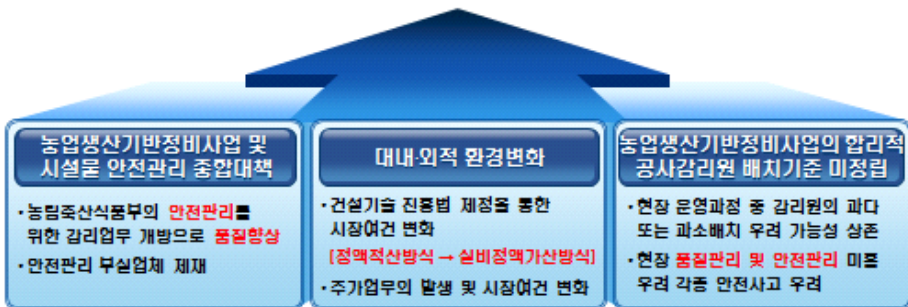 농업생산기반정비사업 및
시설물 안전관리 종합대책
·농림축산식품부의 안전관리를
위한 감리업무 개방으로 품질향상
·안전관리 부실업체 제재
대내·외적 환경변화
·건설기술 진흥법 제정을 통한
시장여건 변화
[정액적산방식 → 실비정액가산방식]
·추가업무의 발생 및 시장여건 변화
농업생산기반정비사업의 합리적
공사감리원 배치기준 미정립
·현장 운영과정 중 감리원의 과다
또는 과소배치 우려 가능성 상존
·현장 품질관리 및 안전관리 미흡
우려 각종 안전사고 우려